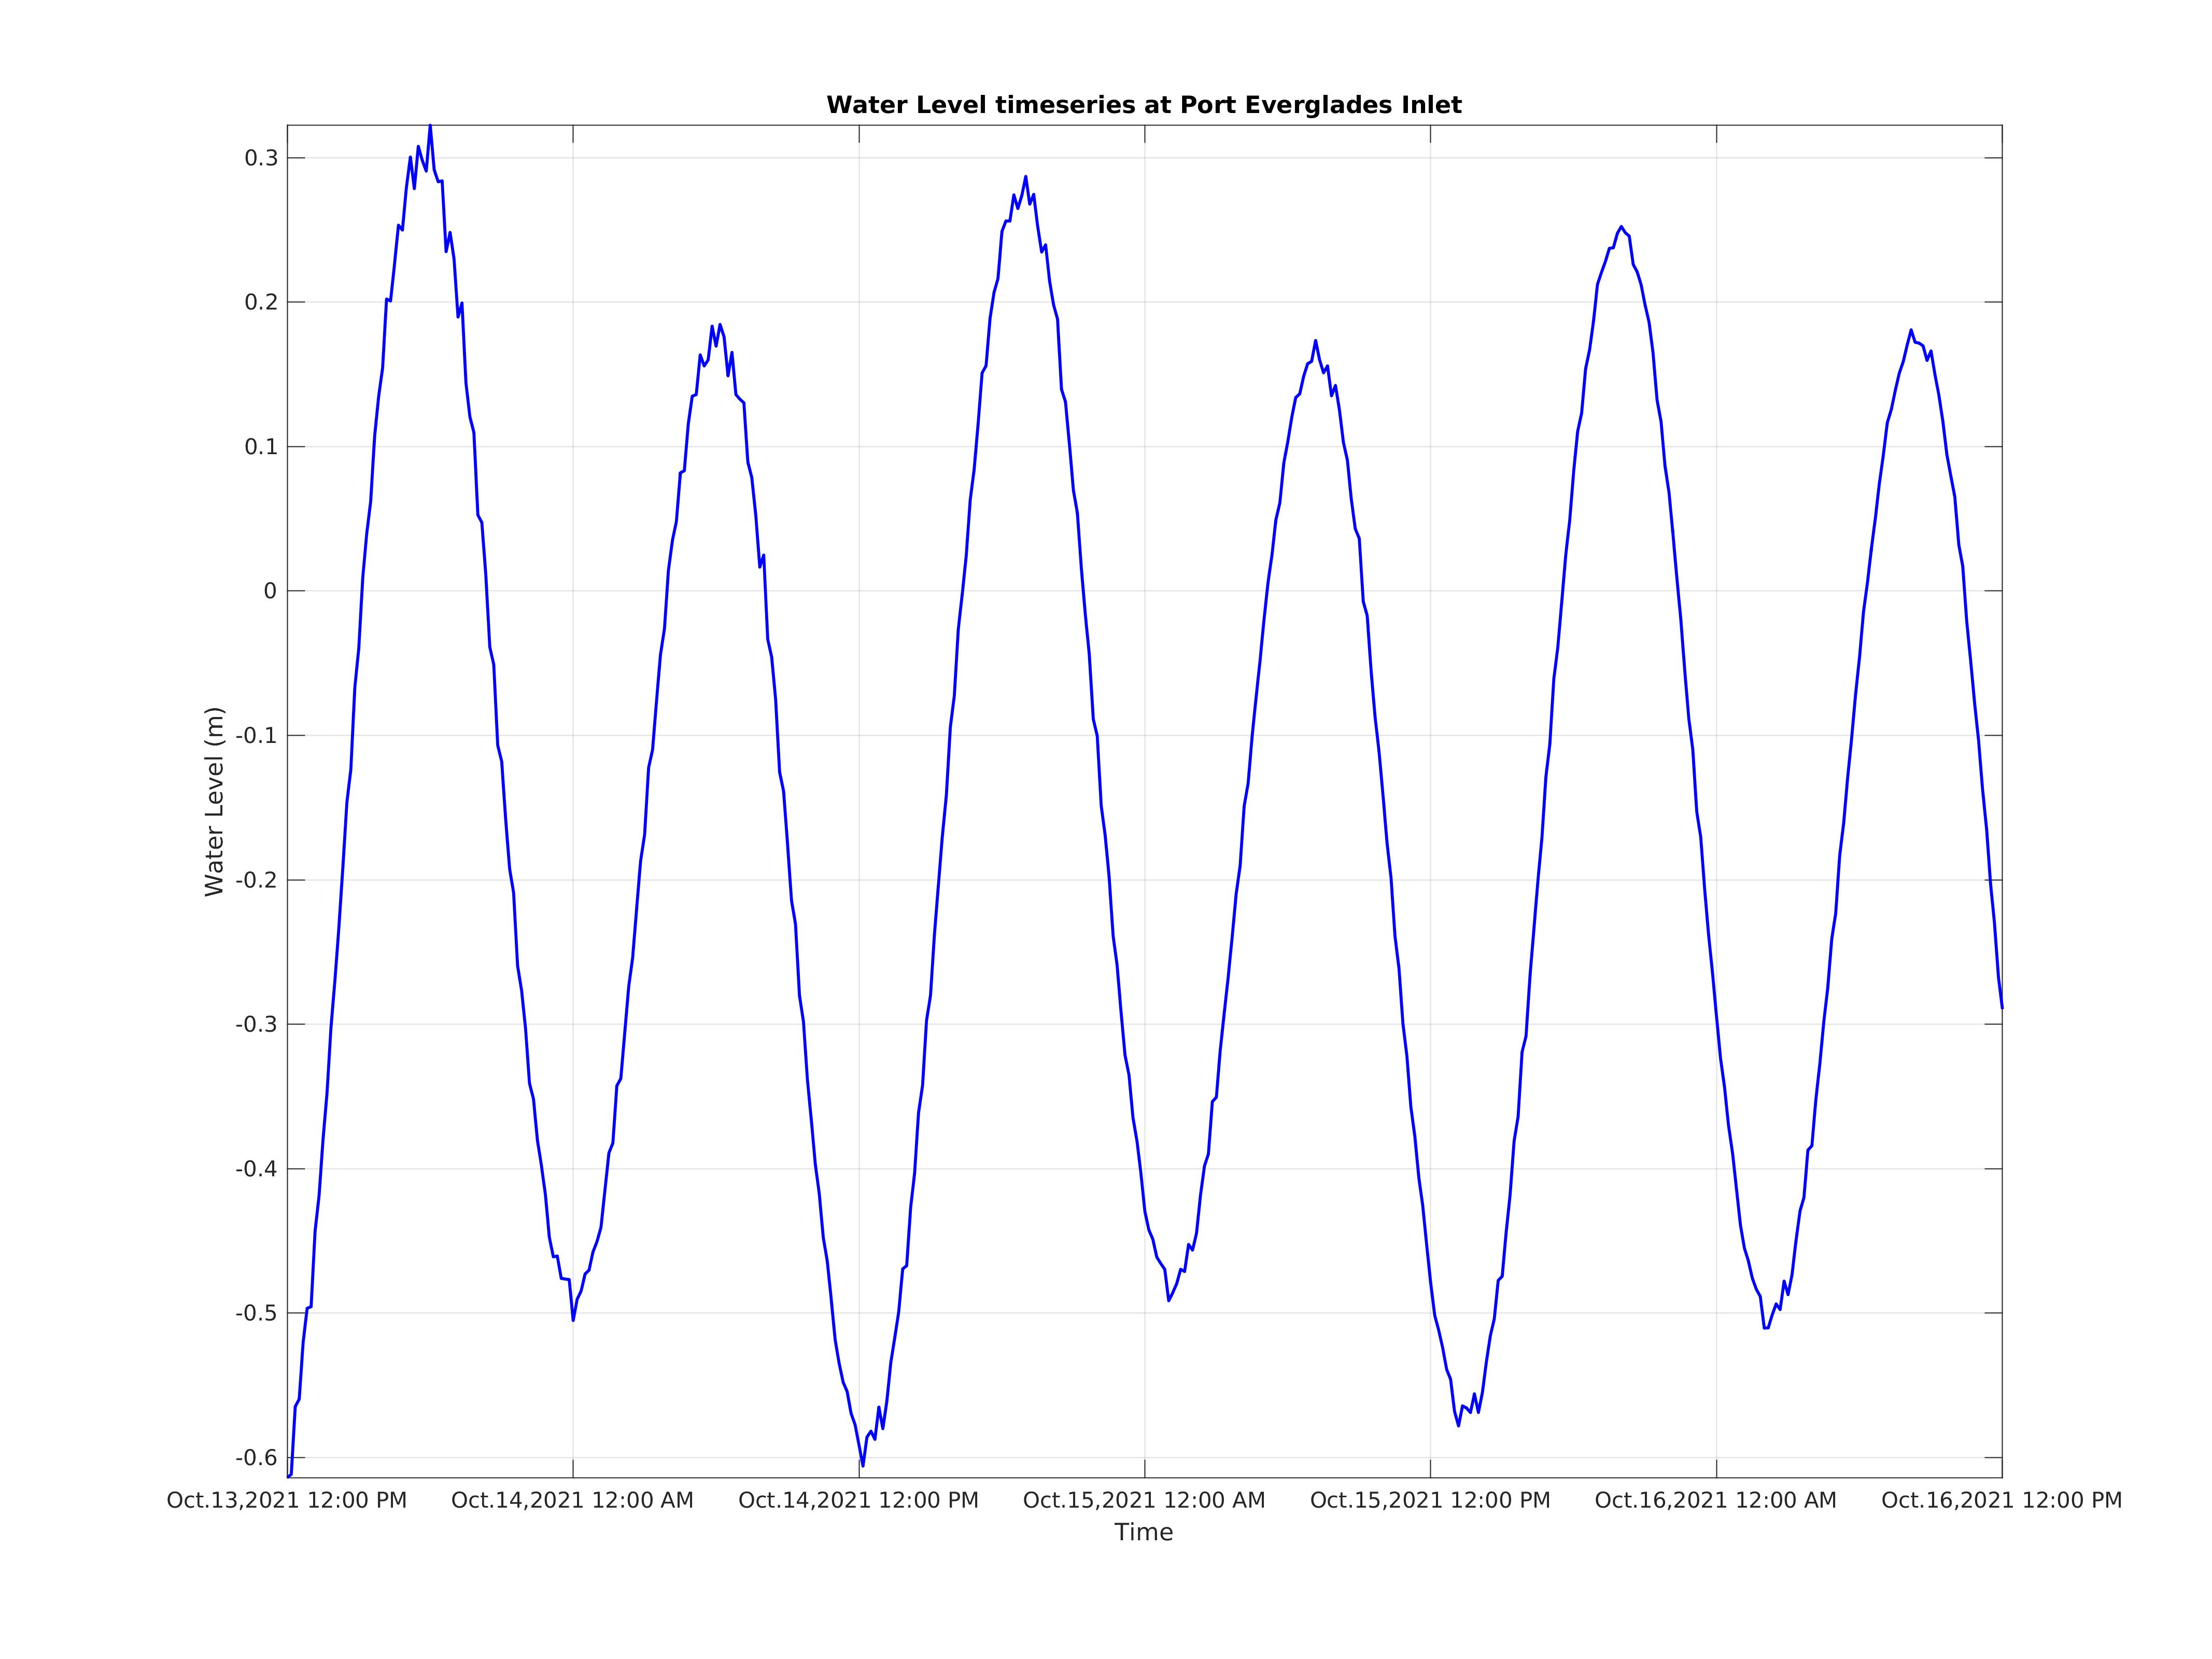 Water Level timeseries at Port Everglades Inlet
0.3
0.2
0.1
0
-0.1
-0.2
-0.3
-0.4
-0.5
-0.6
Water Level (m)
Oct.13,2021 12:00 PM Oct.14,2021 12:00 AM Oct.14,2021 12:00 PM Oct.15,2021 12:00 AM Oct.15,2021 12:00 PM Oct.16,2021 12:00 AM Oct.16,2021 12:00 PM
Time